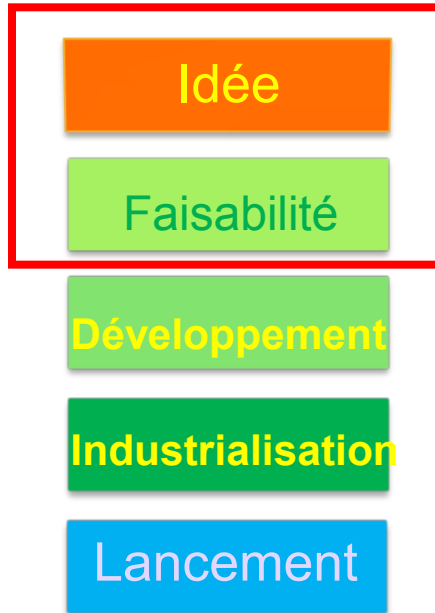 Idée
Faisabilité
Développement
Industrialisation
Lancement